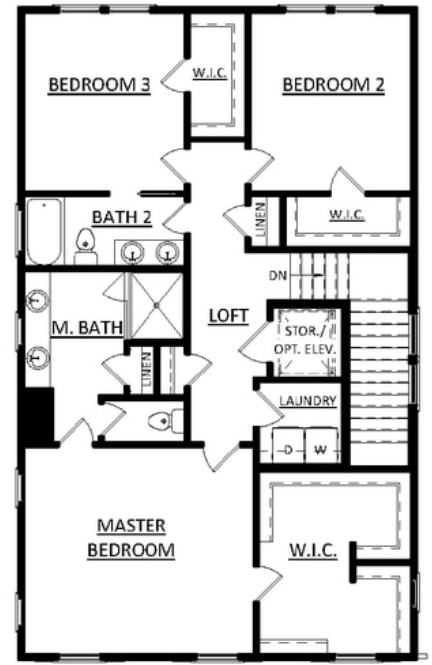 BEDROOM 3
W.I.C.
BEDROOM 2
BATH 2
LINEN
W.I.C.
DN
M. BATH
LOFT
STOR./
OPT. ELEV.
LINEN
LAUNDRY
D W
MASTER
BEDROOM
W.I.C.